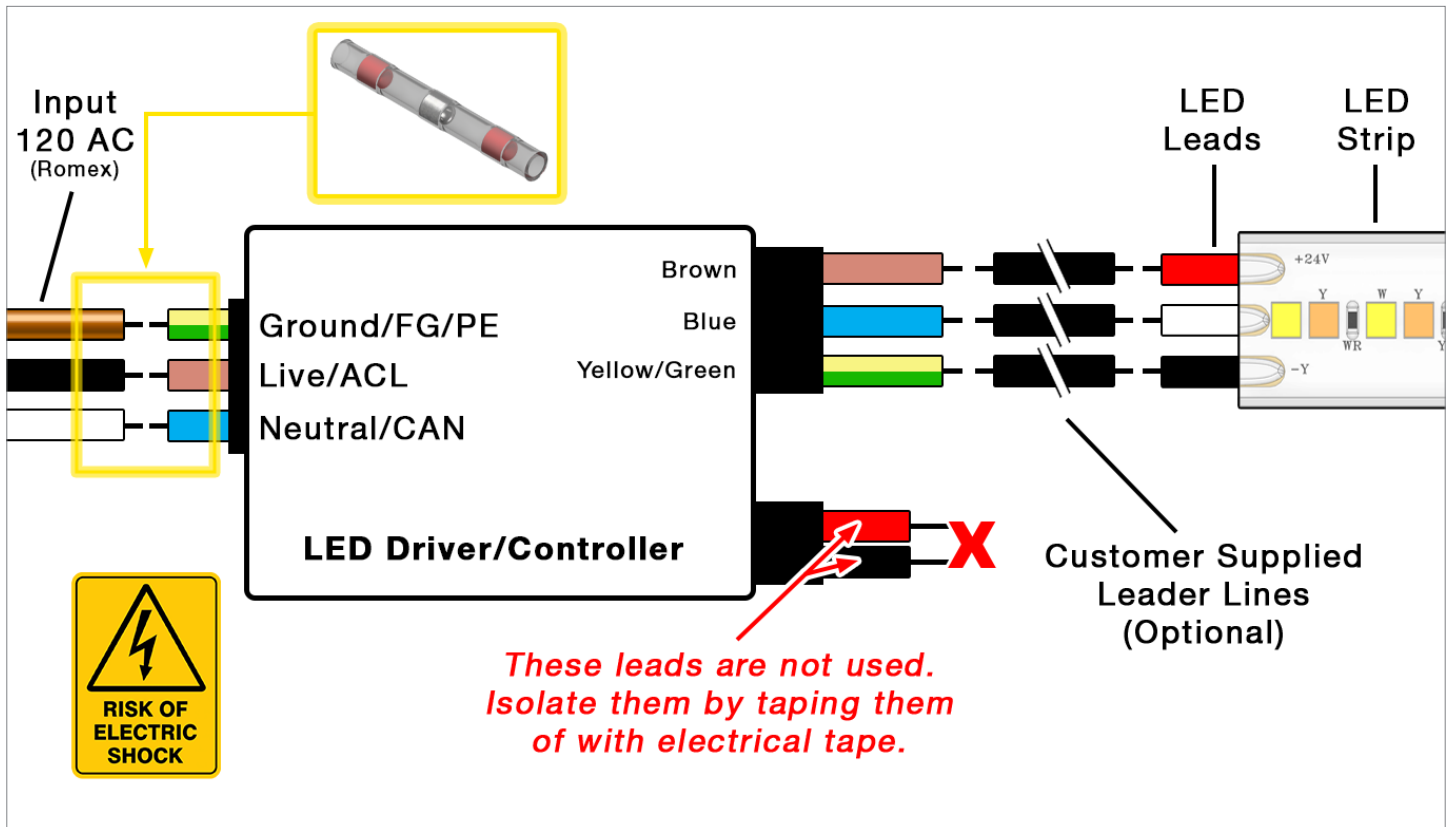 Input
120 AC
(Romex)
LED
Leads
LED
Strip
Brown
Blue
Yellow/Green
Ground/FG/PE
Live/ACL
Neutral/CAN
+24V
Y
W
Y
WR
Y
-Y
LED Driver/Controller
X
Customer Supplied
Leader Lines
(Optional)
These leads are not used.
Isolate them by taping them
of with electrical tape.
RISK OF
ELECTRIC
SHOCK